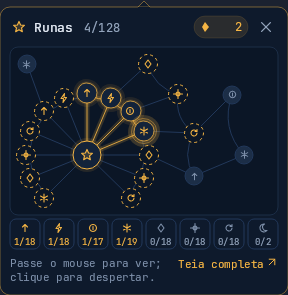 Runas 4/128 2
1/18 1/18 1/17 1/19 0/18 0/18 0/18 0/2
Passe o mouse para ver; Teia completa
clique para despertar.